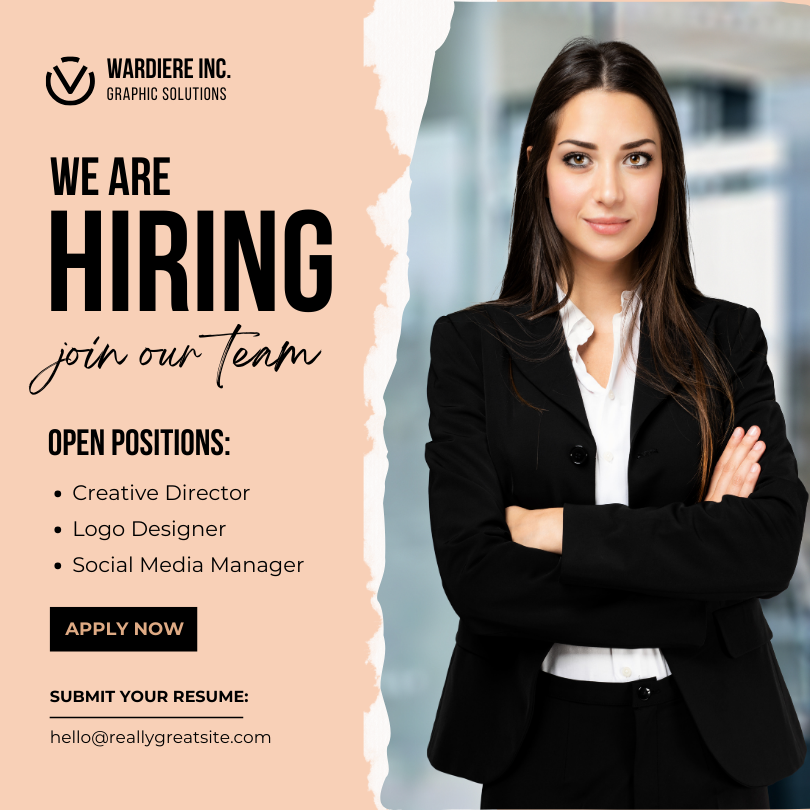 WARDIERE INC.
GRAPHIC SOLUTIONS
WE ARE
HIRING
join our team
OPEN POSITIONS:
• Creative Director
• Logo Designer
• Social Media Manager
APPLY NOW
SUBMIT YOUR RESUME:
hello@reallygreatsite.com